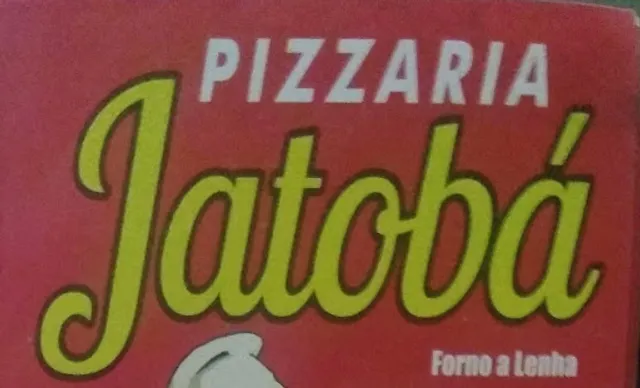 PIZZARIA
Jatobá
Forno a Lenha